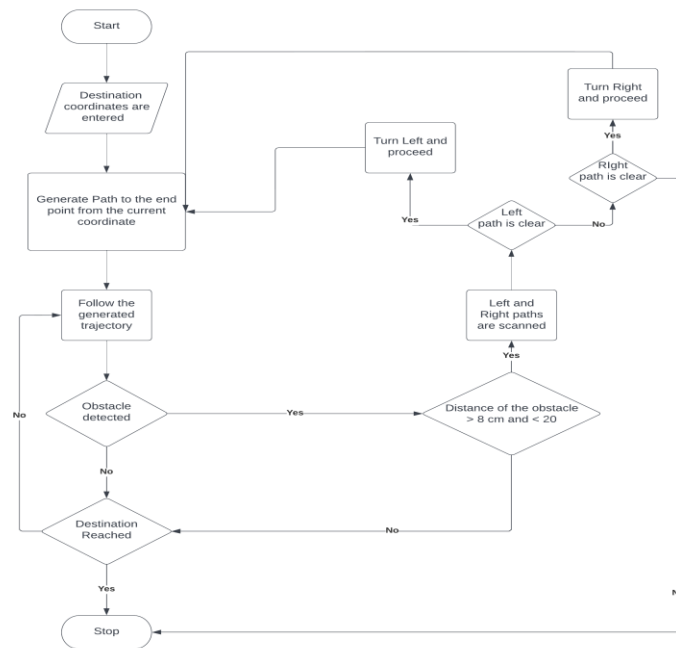 Start
Destination
coordinates are
entered
Generate Path to the end
point from the current
coordinate
Follow the
generated
trajectory
Obstacle
detected
No
Yes
No
Destination
Reached
No
Yes
Stop
Distance of the obstacle
> 8 cm and < 20
Yes
Left and
Right paths
are scanned
Left
path is clear
Yes
No
Turn Left and
proceed
RIght
path is clear
Yes
Turn Right
and proceed